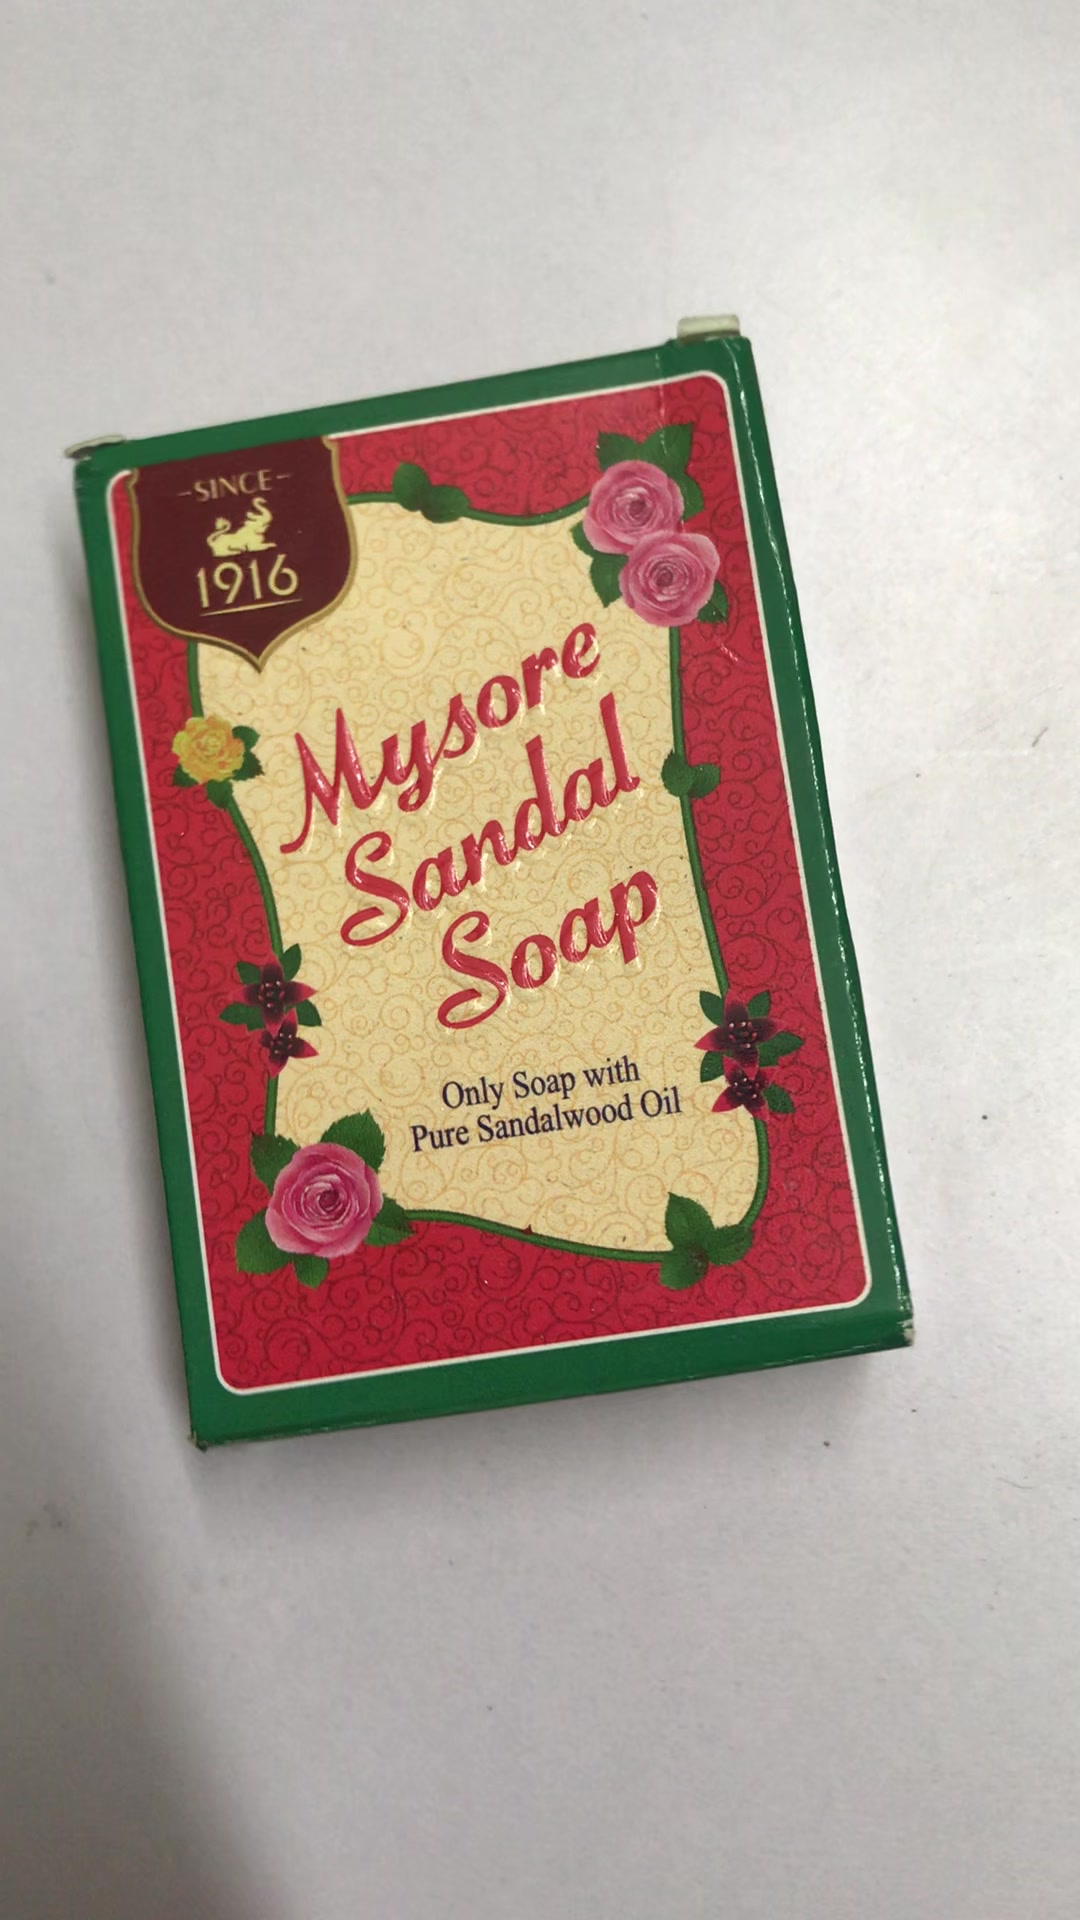 -SINCE-
1916
Mysore
Sandal
Soap
Only Soap with
Pure Sandalwood Oil